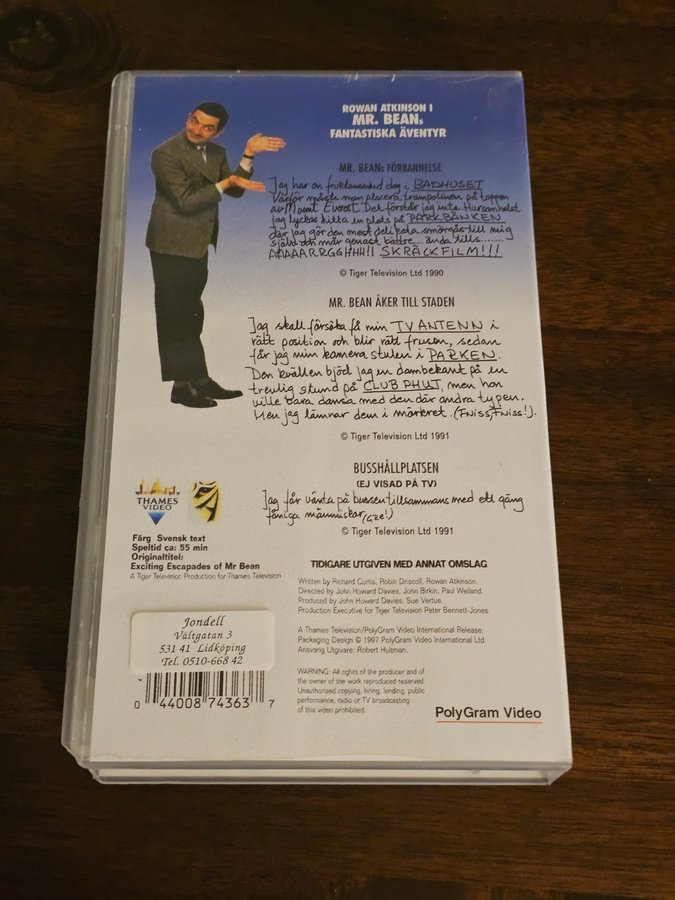 ROWAN ATKINSON I
MR. BEANs
FANTASTISKA ÄVENTYR
MR. BEANs FÖRBANNELSE
Jag har en fruktansvärd dag i BADHUSET
Varför måste man placera trampolinen på toppen
av Mount Everest. Det förstår jag inte. Hursomhelst
jag lyckas hitta en plats på PARKBÄNKEN
där jag gör den mest delikata smörgås till mig
själv och mår genast bättre... ända tills.......
AAAAARRGGHHH!! SKRÄCKFILM!!!
© Tiger Television Ltd 1990
MR. BEAN ÅKER TILL STADEN
Jag skall försöka få min TV ANTENN i
rätt position och blir rätt frusen, sedan
får jag min kamera stulen i PARKEN.
Den kvällen bjöd jag en dambekant på en
trevlig stund på CLUB PHUT, men hon
ville bara dansa med den där andra typen.
Men jag lämnar dem i mörkret. (Fniss, Fniss!).
© Tiger Television Ltd 1991
BUSSHÅLLPLATSEN
(EJ VISAD PÅ TV)
Jag får vänta på bussen tillsammans med ett gäng
fåniga människor
© Tiger Television Ltd 1991
THAMES
VIDEO
Färg Svensk text
Speltid ca: 55 min
Originaltitel:
Exciting Escapades of Mr Bean
A Tiger Television Production for Thames Television
TIDIGARE UTGIVEN MED ANNAT OMSLAG
Written by Richard Curtis, Robin Driscoll, Rowan Atkinson.
Directed by John Howard Davies, John Birkin, Paul Weiland.
Produced by John Howard Davies, Sue Vertue.
Production Executive for Tiger Television Peter Bennett-Jones.
A Thames Television/PolyGram Video International Release.
Packaging Design © 1997 PolyGram Video International Ltd.
Ansvarig Utgivare: Robert Huitman.
WARNING: All rights of the producer and of
the owner of the work reproduced reserved.
Unauthorised copying, hiring, lending, public
performance, radio or TV broadcasting
of this video prohibited.
Jondell
Vältgatan 3
531 41 Lidköping
Tel. 0510-668 42
0 44008 74363 7
PolyGram Video